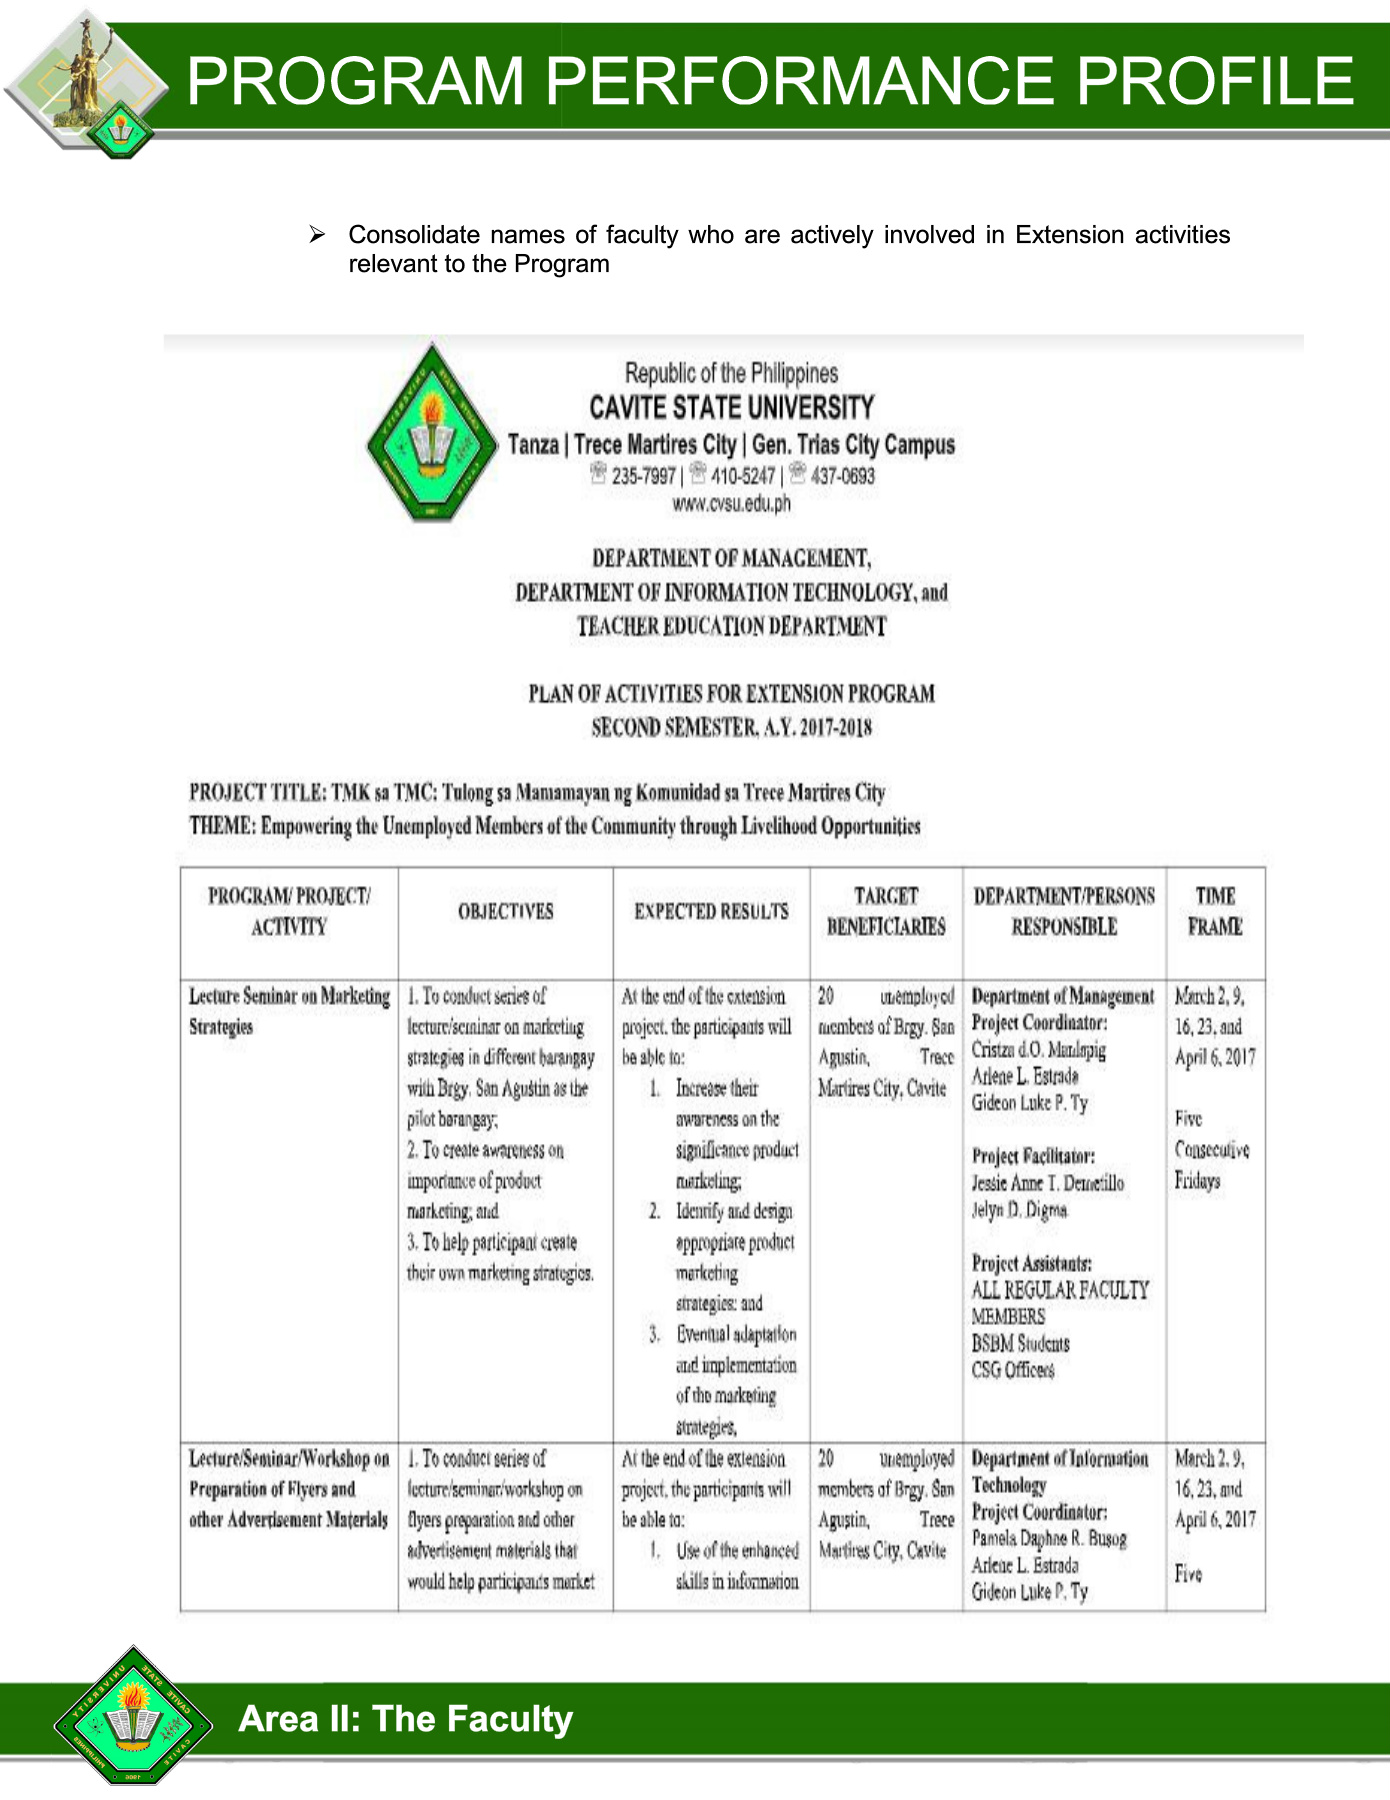 PROGRAM PERFORMANCE PROFILE
➢ Consolidate names of faculty who are actively involved in Extension activities
relevant to the Program
Republic of the Philippines
CAVITE STATE UNIVERSITY
Tanza | Trece Martires City | Gen. Trias City Campus
☏ 235-7997 | ☏ 410-5247 | ☏ 437-0693
www.cvsu.edu.ph
DEPARTMENT OF MANAGEMENT,
DEPARTMENT OF INFORMATION TECHNOLOGY, and
TEACHER EDUCATION DEPARTMENT
PLAN OF ACTIVITIES FOR EXTENSION PROGRAM
SECOND SEMESTER, A.Y. 2017-2018
PROJECT TITLE: TMK sa TMC: Tulong sa Mamamayan ng Komunidad sa Trece Martires City
THEME: Empowering the Unemployed Members of the Community through Livelihood Opportunities
PROGRAM/ PROJECT/
ACTIVITY
OBJECTIVES
EXPECTED RESULTS
TARGET
BENEFICIARIES
DEPARTMENT/PERSONS
RESPONSIBLE
TIME
FRAME
Lecture Seminar on Marketing
Strategies
1. To conduct series of
lecture/seminar on marketing
strategies in different barangay
with Brgy. San Agustin as the
pilot barangay;
2. To create awareness on
importance of product
marketing; and
3. To help participant create
their own marketing strategies.
At the end of the extension
project, the participants will
be able to:
1. Increase their
awareness on the
significance product
marketing;
2. Identify and design
appropriate product
marketing
strategies; and
3. Eventual adaptation
and implementation
of the marketing
strategies.
20 unemployed
members of Brgy. San
Agustin, Trece
Martires City, Cavite
Department of Management
Project Coordinator:
Cristza d.O. Manlapig
Arlene L. Estrada
Gideon Luke P. Ty
Project Facilitator:
Jessie Anne T. Demetillo
Jelyn D. Digma
Project Assistants:
ALL REGULAR FACULTY
MEMBERS
BSBM Students
CSG Officers
March 2, 9,
16, 23, and
April 6, 2017
Five
Consecutive
Fridays
Lecture/Seminar/Workshop on
Preparation of Flyers and
other Advertisement Materials
1. To conduct series of
lecture/seminar/workshop on
flyers preparation and other
advertisement materials that
would help participants market
At the end of the extension
project, the participants will
be able to:
1. Use of the enhanced
skills in information
20 unemployed
members of Brgy. San
Agustin, Trece
Martires City, Cavite
Department of Information
Technology
Project Coordinator:
Pamela Daphne R. Busog
Arlene L. Estrada
Gideon Luke P. Ty
March 2, 9,
16, 23, and
April 6, 2017
Five
Area II: The Faculty